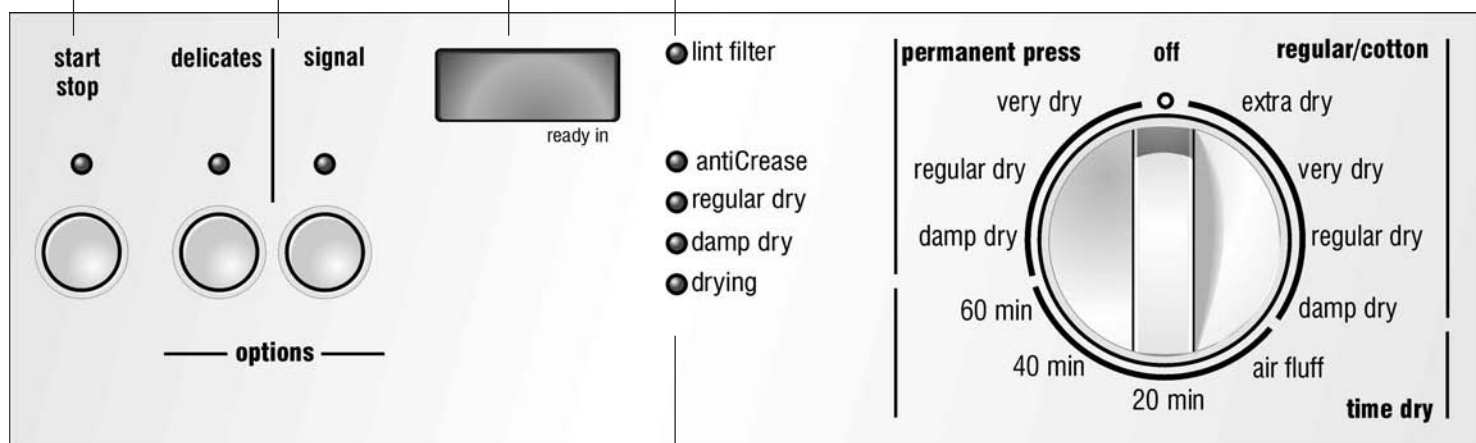 start
stop
delicates
signal
options
ready in
lint filter
antiCrease
regular dry
damp dry
drying
permanent press
off
regular/cotton
very dry
regular dry
damp dry
60 min
40 min
20 min
extra dry
very dry
regular dry
damp dry
air fluff
time dry